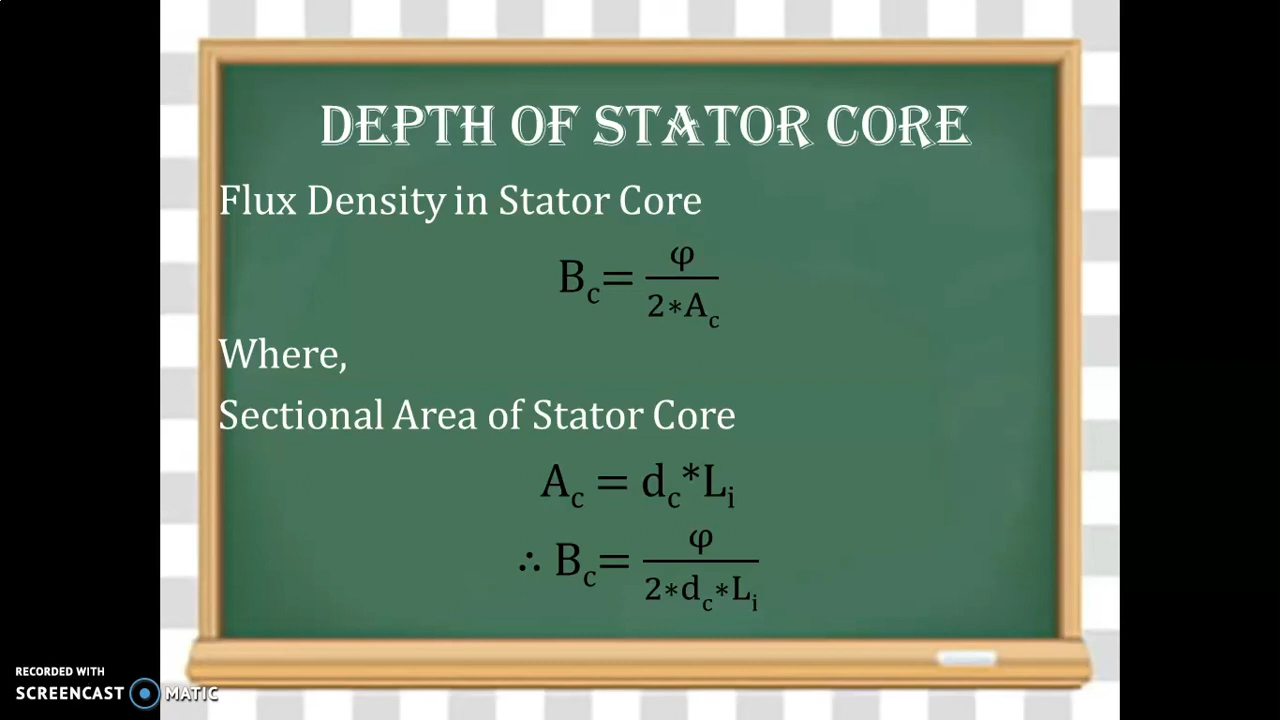 DEPTH OF STATOR CORE
Flux Density in Stator Core
B_c= φ/(2*A_c)
Where,
Sectional Area of Stator Core
A_c = d_c*L_i
∴ B_c= φ/(2*d_c*L_i)
RECORDED WITH
SCREENCAST MATIC